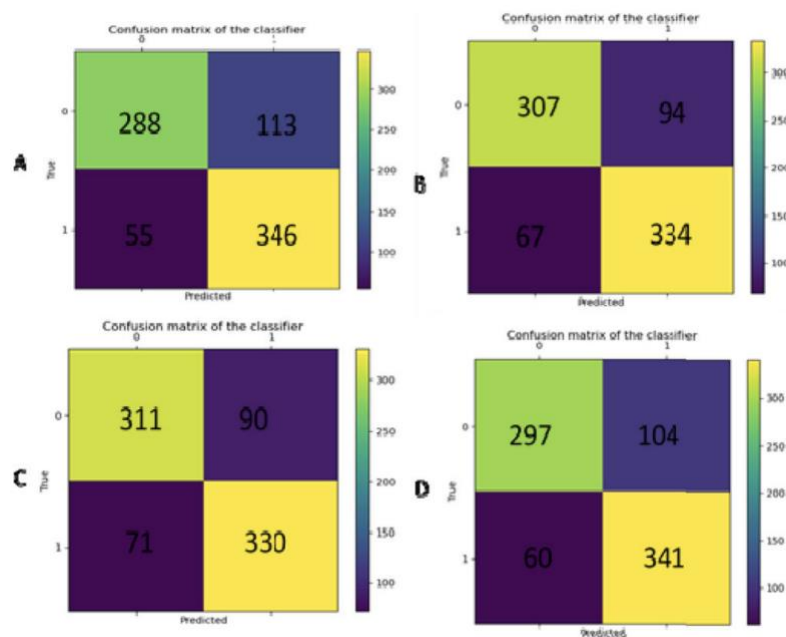 Confusion matrix of the classifier
0 1
0
288 113
A
True
1
55 346
300
250
200
150
100
Predicted
Confusion matrix of the classifier
0 1
0
307 94
B
True
1
67 334
300
250
200
150
100
Predicted
Confusion matrix of the classifier
0 1
0
311 90
C
True
1
71 330
300
250
200
150
100
Predicted
Confusion matrix of the classifier
0 1
0
297 104
D
True
1
60 341
300
250
200
150
100
Predicted